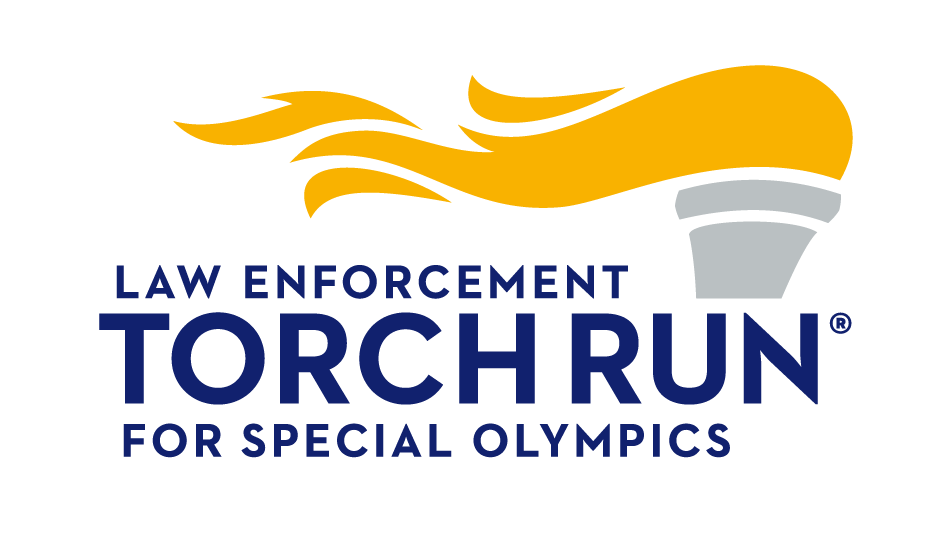 LAW ENFORCEMENT
TORCH RUN®
FOR SPECIAL OLYMPICS